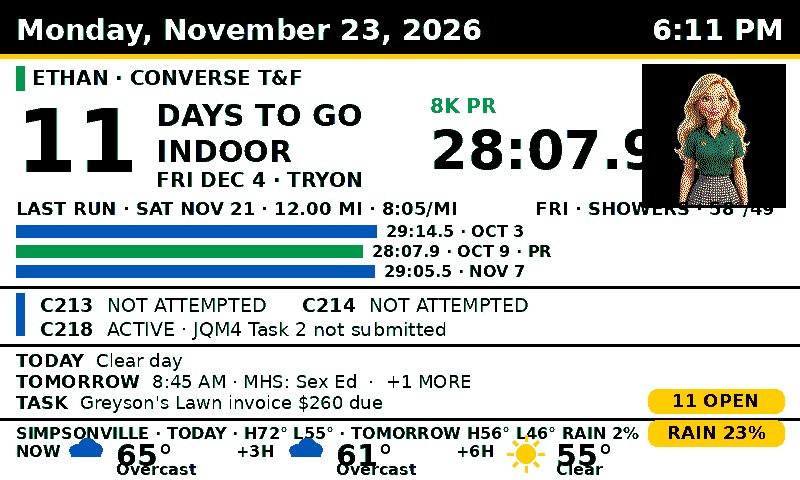 Monday, November 23, 2026 6:11 PM
ETHAN · CONVERSE T&F
11 DAYS TO GO
INDOOR
FRI DEC 4 · TRYON
8K PR
28:07.9
LAST RUN · SAT NOV 21 · 12.00 MI · 8:05/MI FRI · SHOWERS · 58°/49°
29:14.5 · OCT 3
28:07.9 · OCT 9 · PR
29:05.5 · NOV 7
C213 NOT ATTEMPTED C214 NOT ATTEMPTED
C218 ACTIVE · JQM4 Task 2 not submitted
TODAY Clear day
TOMORROW 8:45 AM · MHS: Sex Ed · +1 MORE
TASK Greyson's Lawn invoice $260 due
11 OPEN
SIMPSONVILLE · TODAY · H72° L55° · TOMORROW H56° L46° RAIN 2%
RAIN 23%
NOW 65° Overcast +3H 61° Overcast +6H 55° Clear